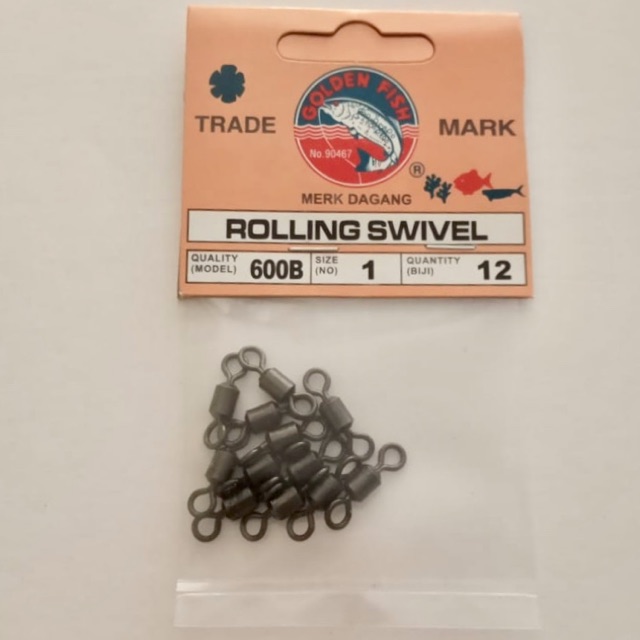 GOLDEN FISH
TRADE MARK
No.90467
®
MERK DAGANG
ROLLING SWIVEL
QUALITY (MODEL) 600B SIZE (NO) 1 QUANTITY (BIJI) 12